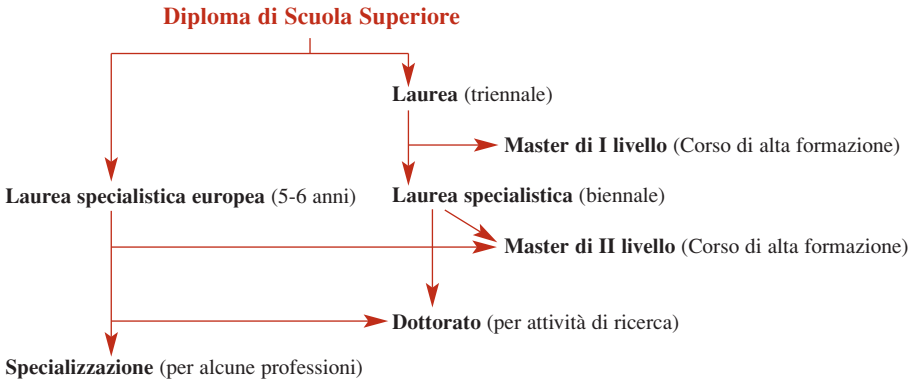 Diploma di Scuola Superiore
Laurea (triennale)
Master di I livello (Corso di alta formazione)
Laurea specialistica europea (5-6 anni)
Laurea specialistica (biennale)
Master di II livello (Corso di alta formazione)
Dottorato (per attività di ricerca)
Specializzazione (per alcune professioni)